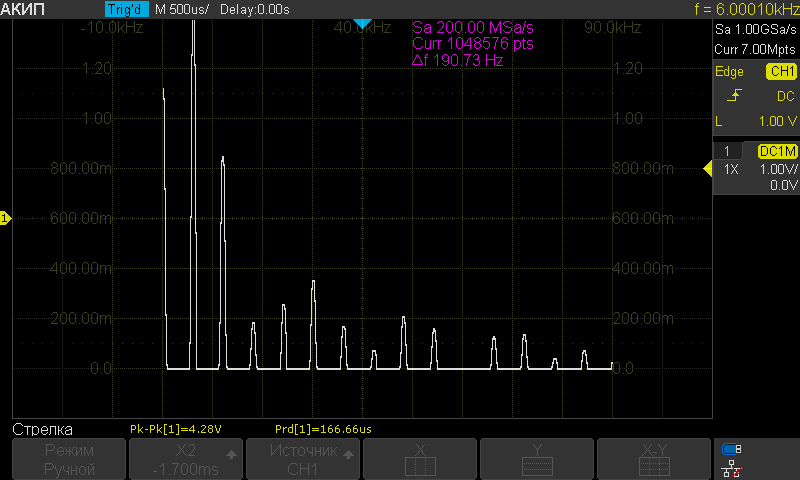 АКИП Trig'd M 500us/ Delay:0.00s f = 6.00010kHz
-10.0kHz 40.0kHz 90.0kHz
Sa 200.00 MSa/s
Curr 1048576 pts
Δf 190.73 Hz
Sa 1.00GSa/s
Curr 7.00Mpts
Edge CH1
DC
L 1.00 V
1 DC1M
1X 1.00V/
0.0V
1.20 1.20
1.00 1.00
800.00m 800.00m
600.00m 600.00m
400.00m 400.00m
200.00m 200.00m
0.0 0.0
1
Стрелка Pk-Pk[1]=4.28V Prd[1]=166.66us
Режим
Ручной
X2
-1.700ms
Источник
CH1
X
Y
X-Y